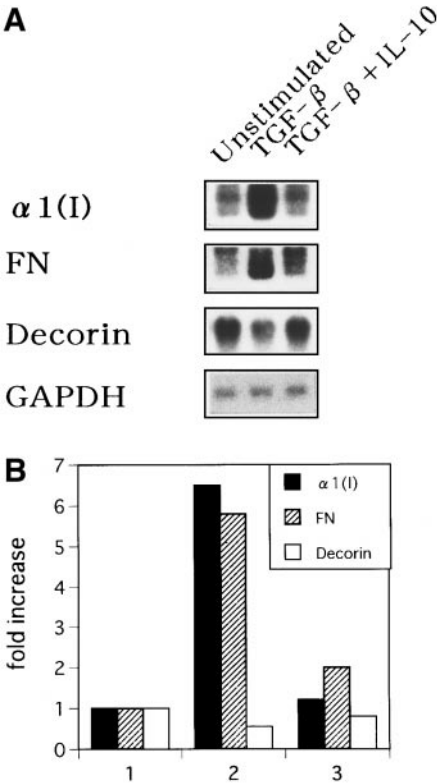 A
Unstimulated
TGF-β
TGF-β +IL-10
α1(I)
FN
Decorin
GAPDH
B
fold increase
7
6
5
4
3
2
1
0
α1(I)
FN
Decorin
1 2 3